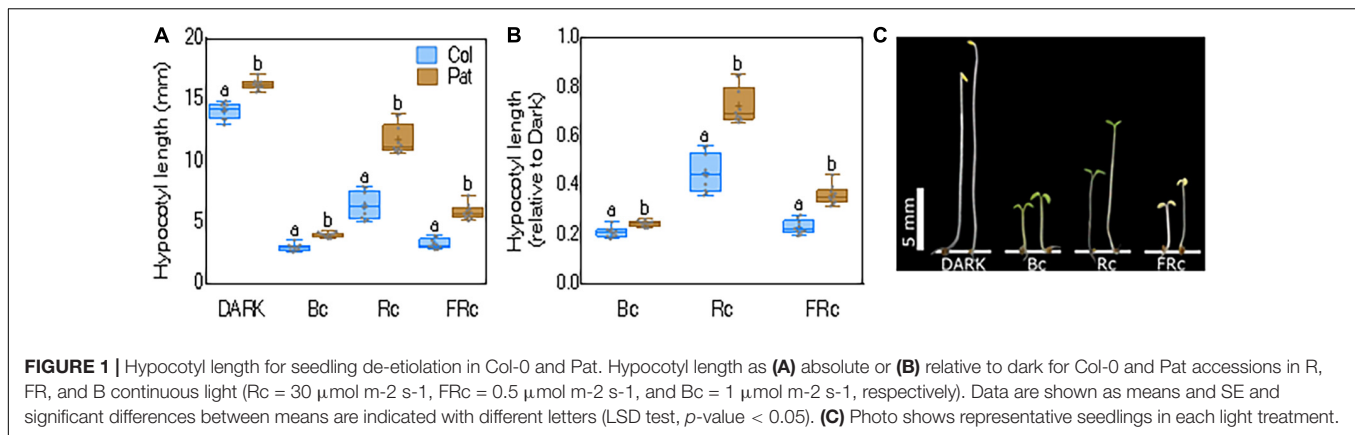 A
B
C
20
15
10
5
0
Hypocotyl length (mm)
Col
Pat
a
b
a
b
a
b
a
b
DARK
Bc
Rc
FRc
1.0
0.8
0.6
0.4
0.2
0.0
Hypocotyl length
(relative to Dark)
a
b
a
b
a
b
Bc
Rc
FRc
5 mm
DARK
Bc
Rc
FRc
FIGURE 1 | Hypocotyl length for seedling de-etiolation in Col-0 and Pat. Hypocotyl length as (A) absolute or (B) relative to dark for Col-0 and Pat accessions in R,
FR, and B continuous light (Rc = 30 μmol m-2 s-1, FRc = 0.5 μmol m-2 s-1, and Bc = 1 μmol m-2 s-1, respectively). Data are shown as means and SE and
significant differences between means are indicated with different letters (LSD test, p-value < 0.05). (C) Photo shows representative seedlings in each light treatment.